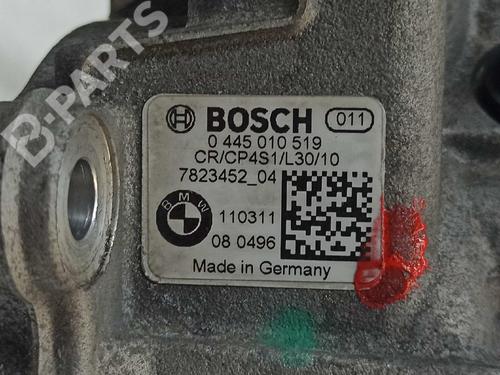 B-PARTS
BOSCH 011
0 445 010 519
CR/CP4S1/L30/10
7823452_04
BMW
110311
08 0496
Made in Germany